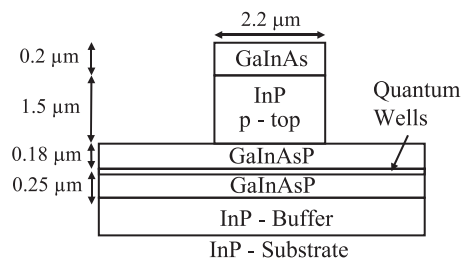 2.2 µm
0.2 µm
GaInAs
1.5 µm
InP
p - top
Quantum
Wells
0.18 µm
GaInAsP
0.25 µm
GaInAsP
InP - Buffer
InP - Substrate